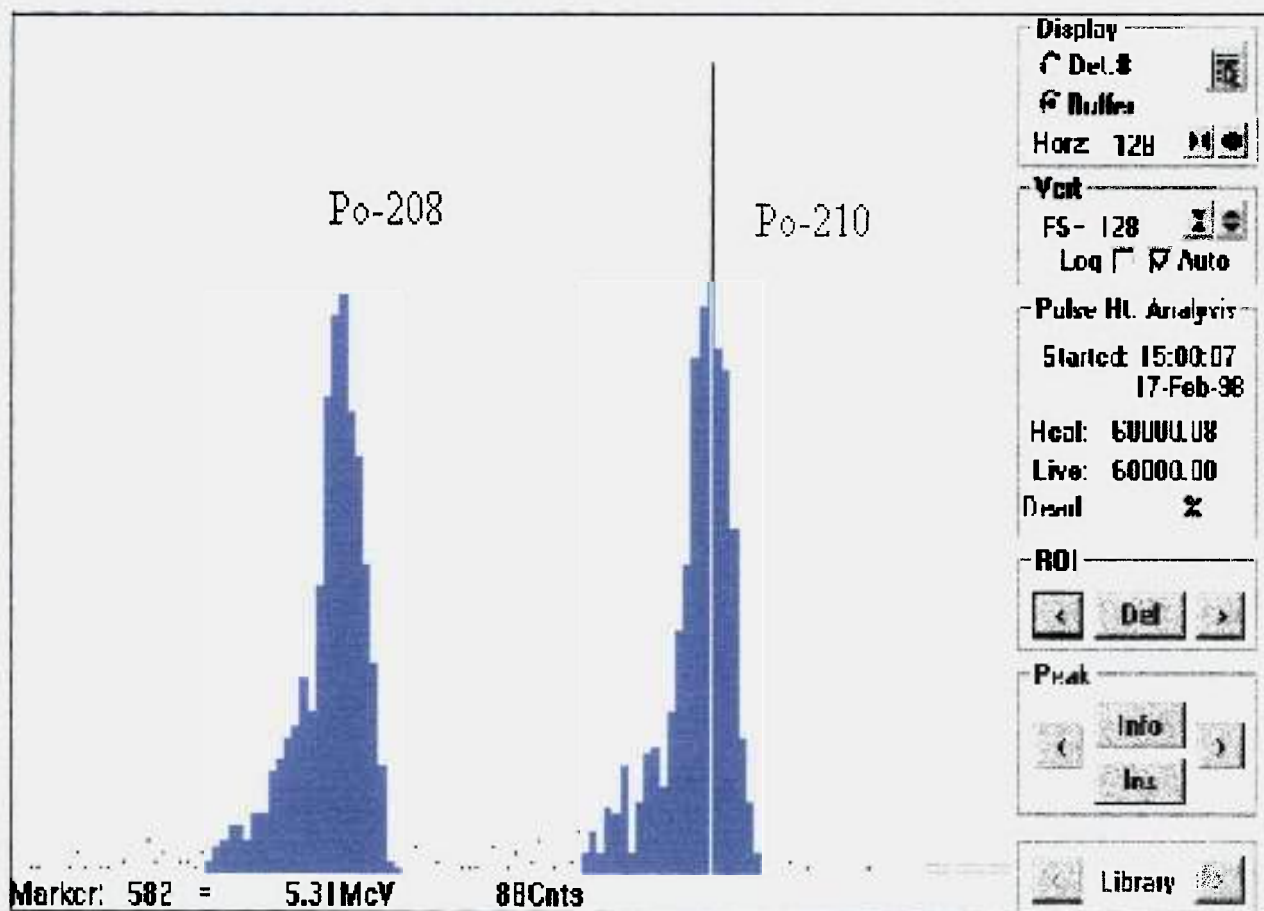 Po-208
Po-210
Marker: 582 = 5.31MeV 88Cnts
Display
Det.#
Buffer
Horz: 128
Vert
FS= 128
Log Auto
Pulse Ht. Analysis
Started: 15:00:07
17-Feb-98
Real: 60000.08
Live: 60000.00
Dead: %
ROI
< Del >
Peak
Info
< >
Ins
Library